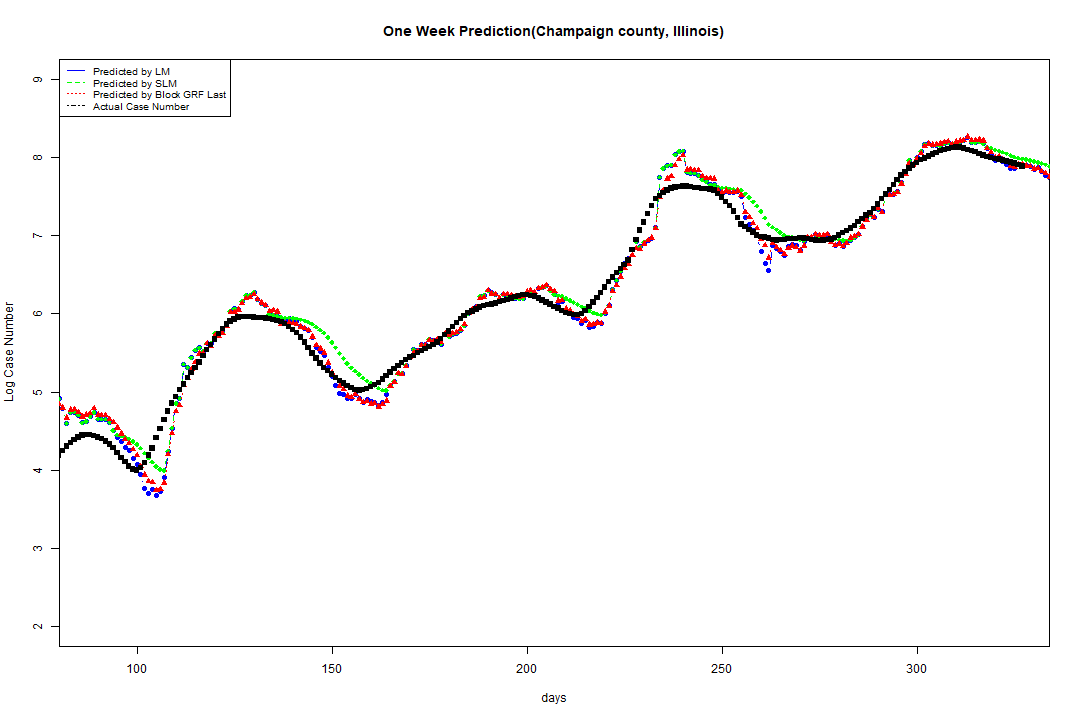 One Week Prediction(Champaign county, Illinois)
Predicted by LM
Predicted by SLM
Predicted by Block GRF Last
Actual Case Number
9
8
7
6
5
4
3
2
Log Case Number
100 150 200 250 300
days